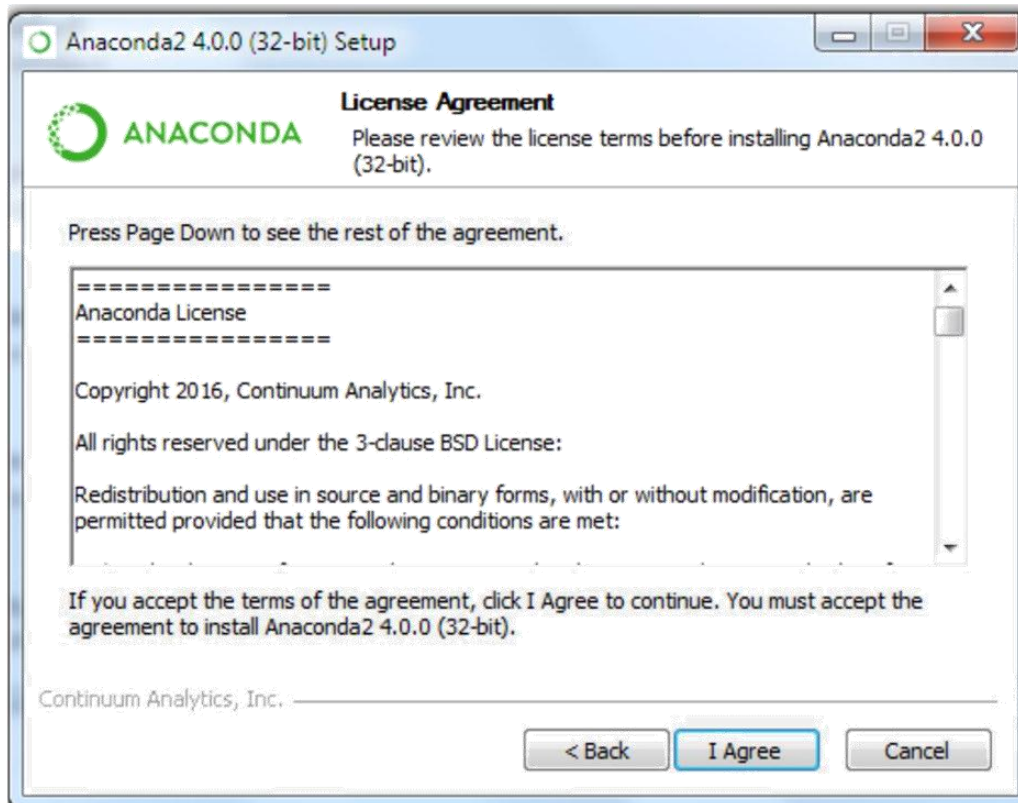 Anaconda2 4.0.0 (32-bit) Setup
ANACONDA
License Agreement
Please review the license terms before installing Anaconda2 4.0.0
(32-bit).
Press Page Down to see the rest of the agreement.
================
Anaconda License
================
Copyright 2016, Continuum Analytics, Inc.
All rights reserved under the 3-clause BSD License:
Redistribution and use in source and binary forms, with or without modification, are
permitted provided that the following conditions are met:
If you accept the terms of the agreement, click I Agree to continue. You must accept the
agreement to install Anaconda2 4.0.0 (32-bit).
Continuum Analytics, Inc.
< Back
I Agree
Cancel